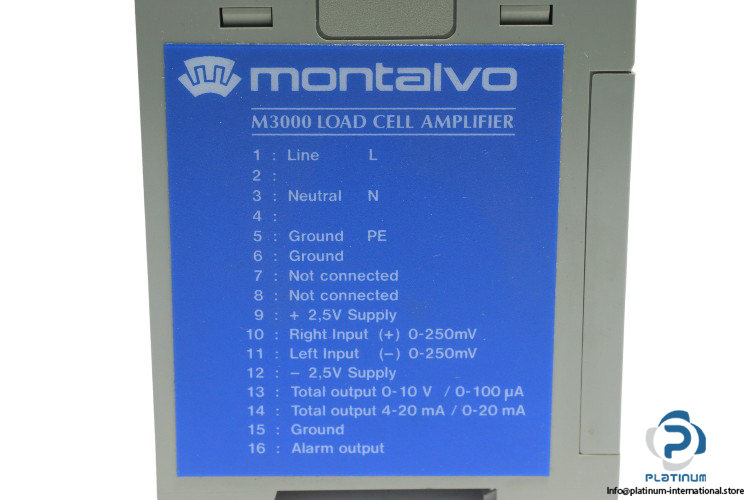 montalvo
M3000 LOAD CELL AMPLIFIER
1 : Line L
2 :
3 : Neutral N
4 :
5 : Ground PE
6 : Ground
7 : Not connected
8 : Not connected
9 : + 2,5V Supply
10 : Right Input (+) 0-250mV
11 : Left Input (−) 0-250mV
12 : − 2,5V Supply
13 : Total output 0-10 V / 0-100 µA
14 : Total output 4-20 mA / 0-20 mA
15 : Ground
16 : Alarm output
PLATINUM
Info@platinum-international.store